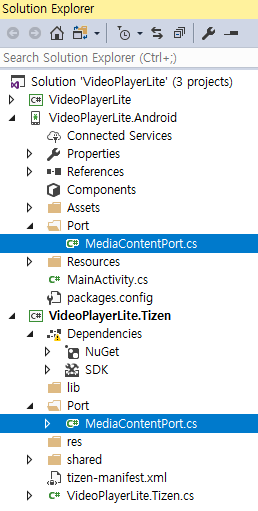 Solution Explorer
Search Solution Explorer (Ctrl+;)
Solution 'VideoPlayerLite' (3 projects)
C# VideoPlayerLite
VideoPlayerLite.Android
Connected Services
Properties
References
Components
Assets
Port
C# MediaContentPort.cs
Resources
C# MainActivity.cs
packages.config
C# VideoPlayerLite.Tizen
Dependencies
NuGet
SDK
lib
Port
C# MediaContentPort.cs
res
shared
tizen-manifest.xml
C# VideoPlayerLite.Tizen.cs